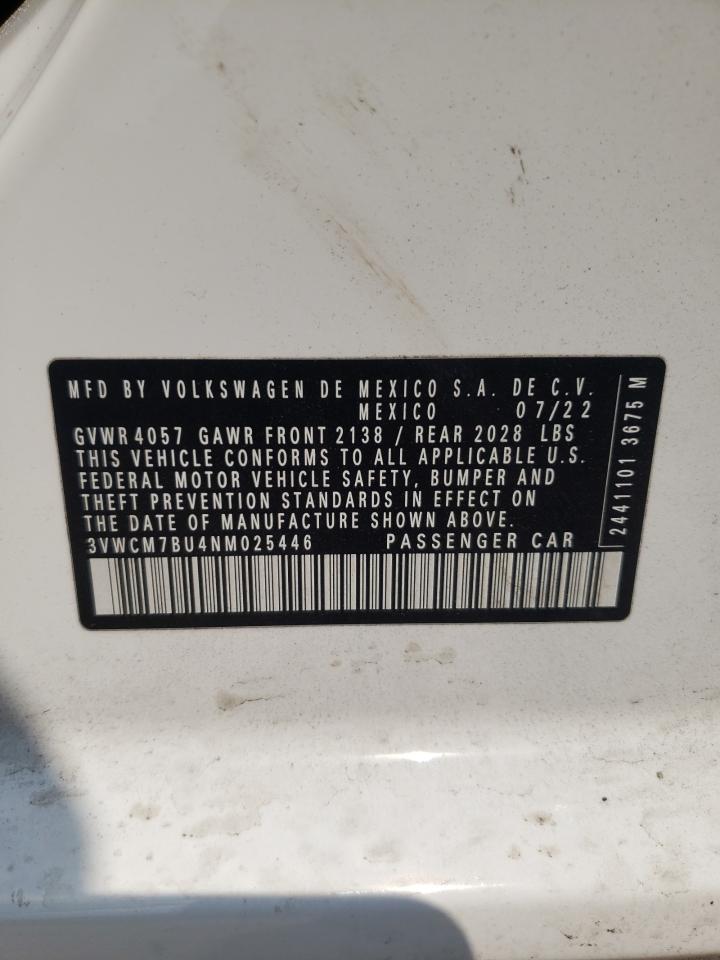 MFD BY VOLKSWAGEN DE MEXICO S.A. DE C.V.
MEXICO 07/22
GVWR 4057 GAWR FRONT 2138 / REAR 2028 LBS
THIS VEHICLE CONFORMS TO ALL APPLICABLE U.S.
FEDERAL MOTOR VEHICLE SAFETY, BUMPER AND
THEFT PREVENTION STANDARDS IN EFFECT ON
THE DATE OF MANUFACTURE SHOWN ABOVE.
3VWCM7BU4NM025446 PASSENGER CAR
2441101 3675 M